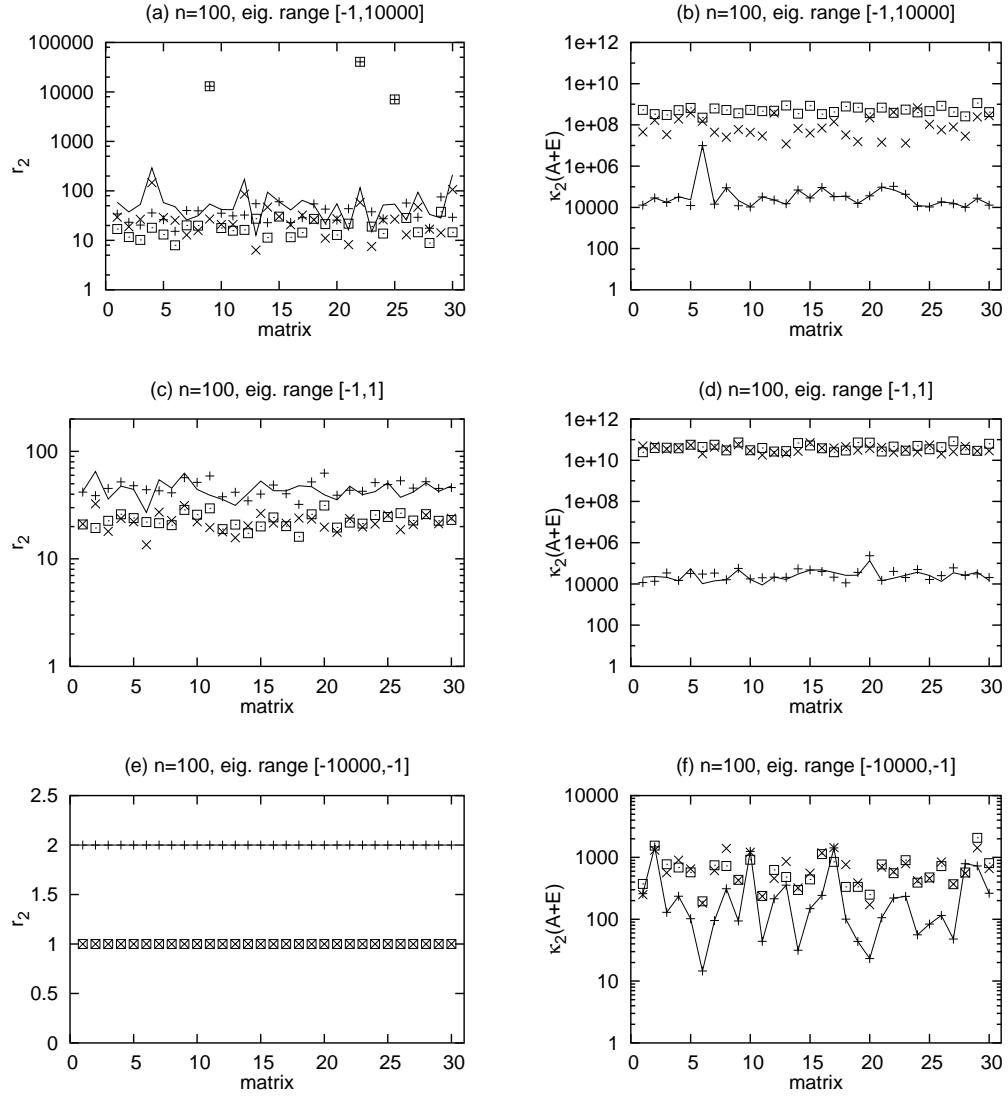 (a) n=100, eig. range [-1,10000]
100000
10000
1000
100
10
1
r₂
0 5 10 15 20 25 30
matrix
(b) n=100, eig. range [-1,10000]
1e+12
1e+10
1e+08
1e+06
10000
100
1
κ₂(A+E)
0 5 10 15 20 25 30
matrix
(c) n=100, eig. range [-1,1]
100
10
1
r₂
0 5 10 15 20 25 30
matrix
(d) n=100, eig. range [-1,1]
1e+12
1e+10
1e+08
1e+06
10000
100
1
κ₂(A+E)
0 5 10 15 20 25 30
matrix
(e) n=100, eig. range [-10000,-1]
2.5
2
1.5
1
0.5
0
r₂
0 5 10 15 20 25 30
matrix
(f) n=100, eig. range [-10000,-1]
10000
1000
100
10
1
κ₂(A+E)
0 5 10 15 20 25 30
matrix